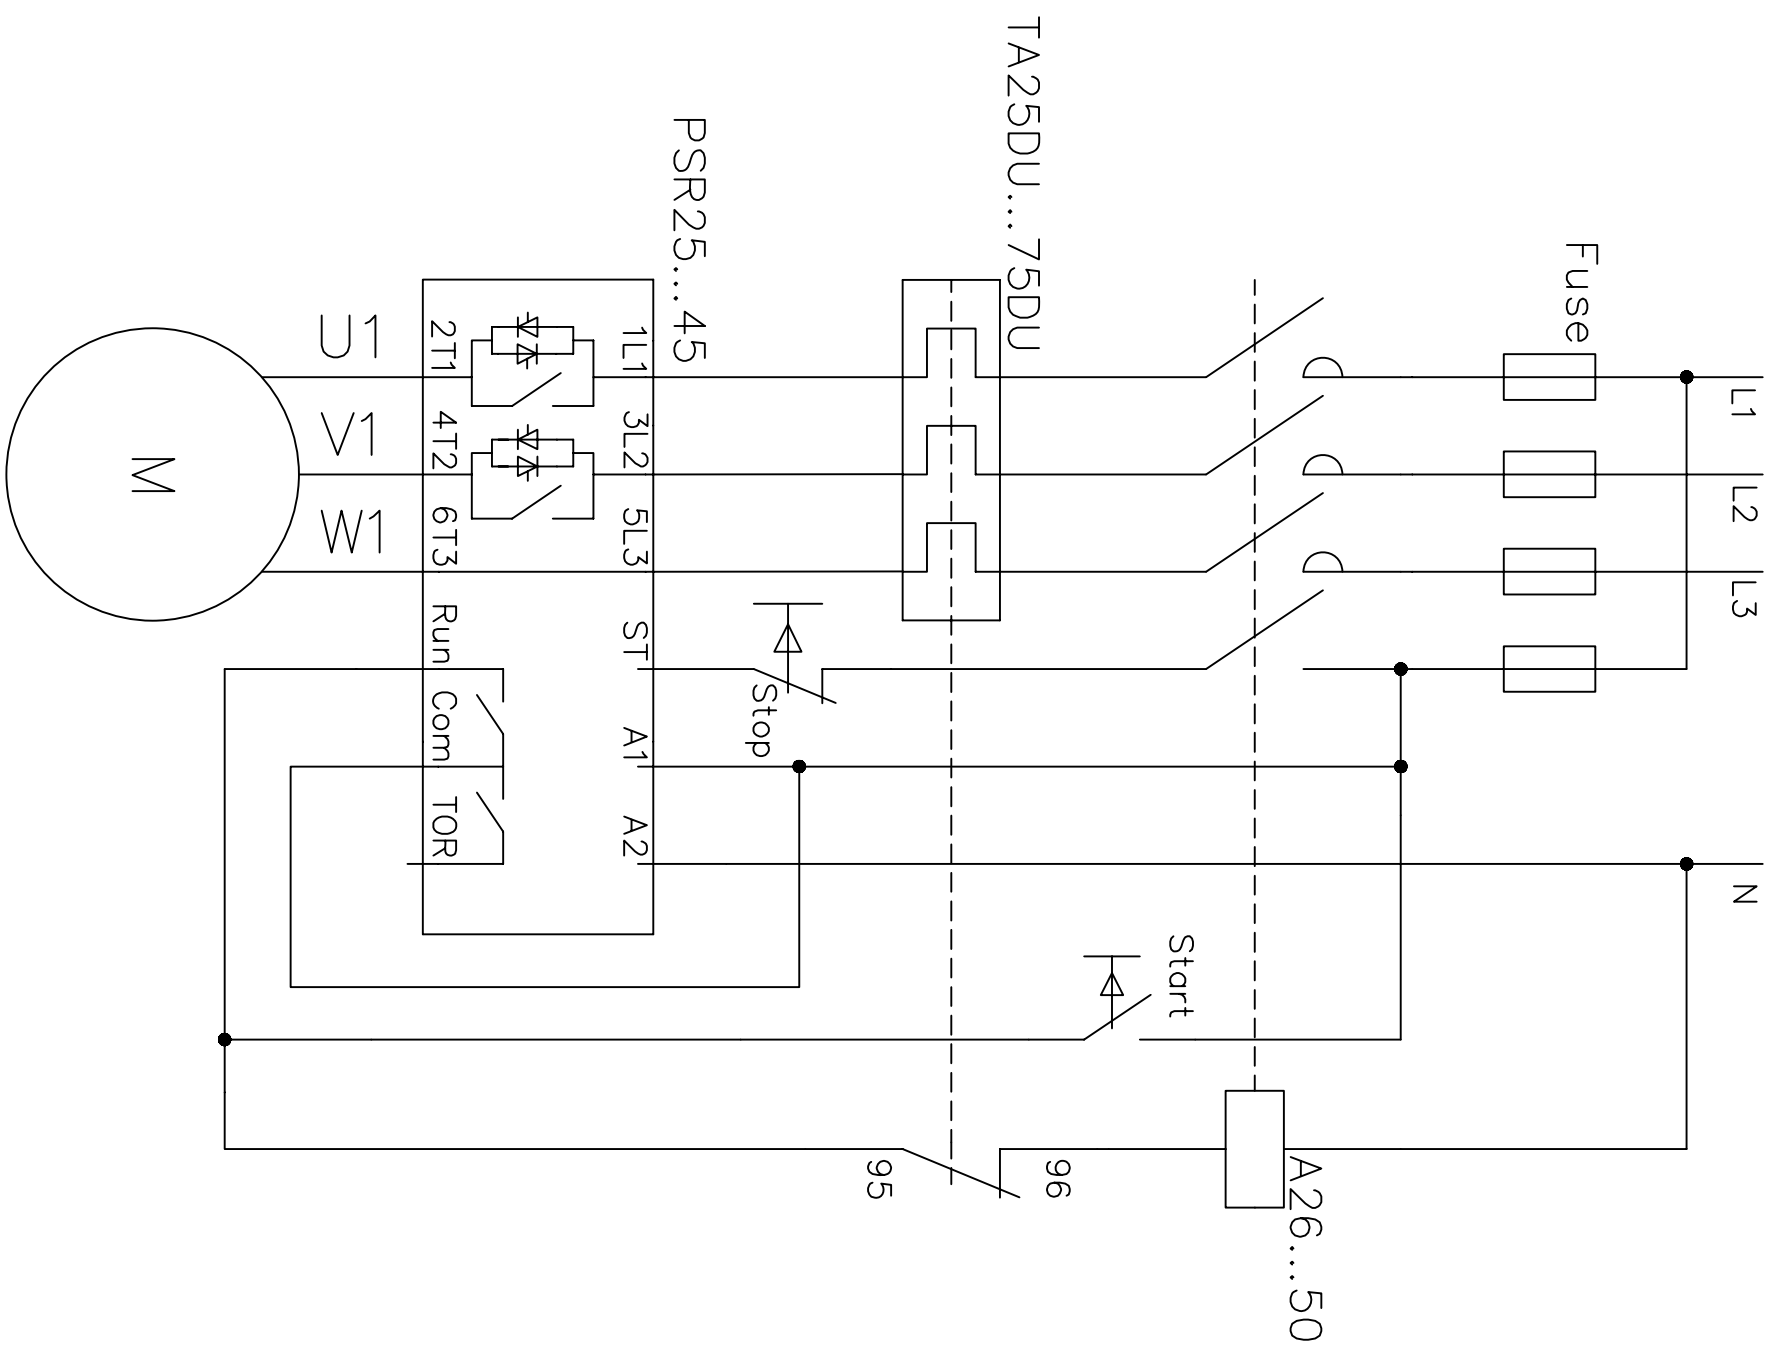 L1
L2
L3
N
Fuse
A26...50
TA25DU...75DU
96
95
Start
Stop
PSR25...45
1L1
3L2
5L3
ST
A1
A2
2T1
4T2
6T3
Run
Com
TOR
U1
V1
W1
M